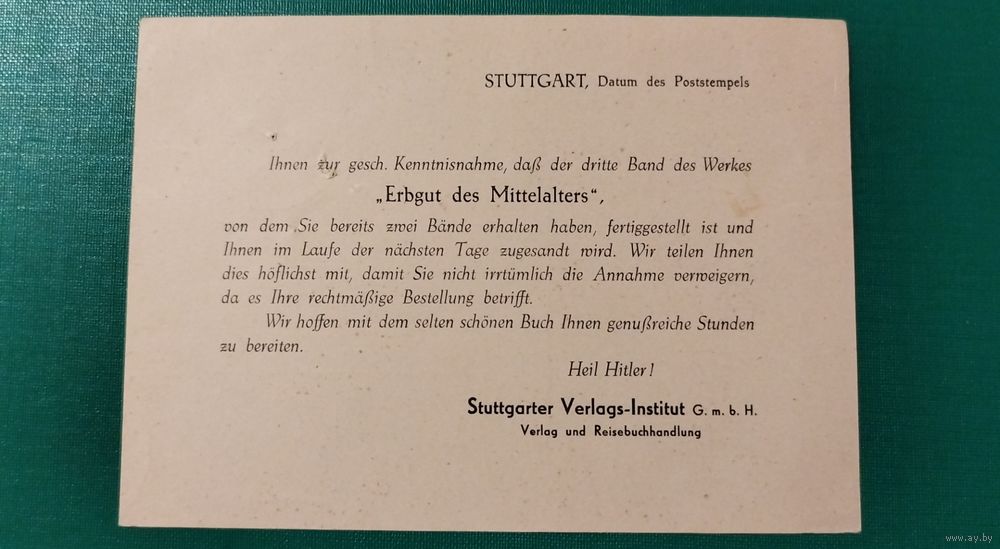 STUTTGART, Datum des Poststempels
Ihnen zur gesch. Kenntnisnahme, daß der dritte Band des Werkes
„Erbgut des Mittelalters“,
von dem Sie bereits zwei Bände erhalten haben, fertiggestellt ist und
Ihnen im Laufe der nächsten Tage zugesandt wird. Wir teilen Ihnen
dies höflichst mit, damit Sie nicht irrtümlich die Annahme verweigern,
da es Ihre rechtmäßige Bestellung betrifft.
Wir hoffen mit dem selten schönen Buch Ihnen genußreiche Stunden
zu bereiten.
Heil Hitler!
Stuttgarter Verlags-Institut G. m. b. H.
Verlag und Reisebuchhandlung
www.ay.by